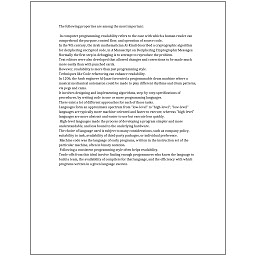 The following properties are among the most important:
In computer programming, readability refers to the ease with which a human reader can
comprehend the purpose, control flow, and operation of source code.
In the 9th century, the Arab mathematician Al-Kindi described a cryptographic algorithm
for deciphering encrypted code, in A Manuscript on Deciphering Cryptographic Messages.
Normally the first step in debugging is to attempt to reproduce the problem.
Text editors were also developed that allowed changes and corrections to be made much
more easily than with punched cards.
However, readability is more than just programming style.
Techniques like Code refactoring can enhance readability.
In 1206, the Arab engineer Al-Jazari invented a programmable drum machine where a
musical mechanical automaton could be made to play different rhythms and drum patterns,
via pegs and cams.
It involves designing and implementing algorithms, step-by-step specifications of
procedures, by writing code in one or more programming languages.
There exist a lot of different approaches for each of those tasks.
Languages form an approximate spectrum from "low-level" to "high-level"; "low-level"
languages are typically more machine-oriented and faster to execute, whereas "high-level"
languages are more abstract and easier to use but execute less quickly.
High-level languages made the process of developing a program simpler and more
understandable, and less bound to the underlying hardware.
The choice of language used is subject to many considerations, such as company policy,
suitability to task, availability of third-party packages, or individual preference.
Machine code was the language of early programs, written in the instruction set of the
particular machine, often in binary notation.
Following a consistent programming style often helps readability.
Trade-offs from this ideal involve finding enough programmers who know the language to
build a team, the availability of compilers for that language, and the efficiency with which
programs written in a given language execute.